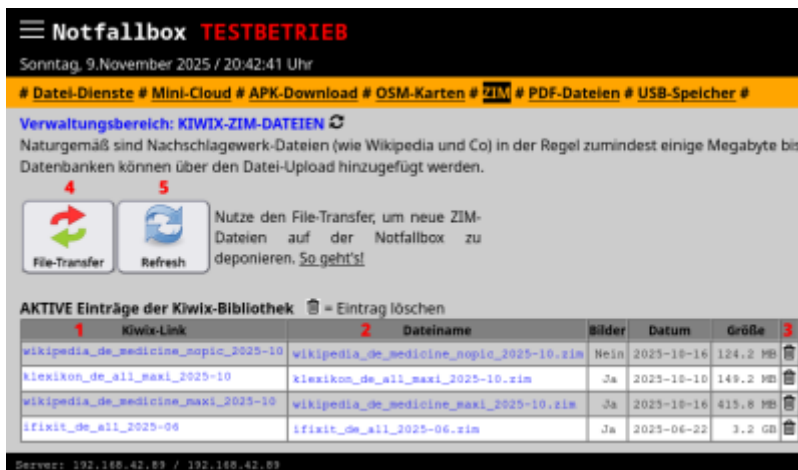 Notfallbox TESTBETRIEB
Sonntag, 9.November 2025 / 20:42:41 Uhr
# Datei-Dienste # Mini-Cloud # APK-Download # OSM-Karten # ZIM # PDF-Dateien # USB-Speicher #
Verwaltungsbereich: KIWIX-ZIM-DATEIEN
Naturgemäß sind Nachschlagewerk-Dateien (wie Wikipedia und Co) in der Regel zumindest einige Megabyte bis
Datenbanken können über den Datei-Upload hinzugefügt werden.
4 5
Nutze den File-Transfer, um neue ZIM-
Dateien auf der Notfallbox zu
deponieren. So geht's!
File-Transfer Refresh
AKTIVE Einträge der Kiwix-Bibliothek = Eintrag löschen
1 Kiwix-Link 2 Dateiname Bilder Datum Größe 3
wikipedia_de_medicine_nopic_2025-10 wikipedia_de_medicine_nopic_2025-10.zim Nein 2025-10-16 124.2 MB
klexikon_de_all_maxi_2025-10 klexikon_de_all_maxi_2025-10.zim Ja 2025-10-10 149.2 MB
wikipedia_de_medicine_maxi_2025-10 wikipedia_de_medicine_maxi_2025-10.zim Ja 2025-10-16 415.8 MB
ifixit_de_all_2025-06 ifixit_de_all_2025-06.zim Ja 2025-06-22 3.2 GB
Server: 192.168.42.89 / 192.168.42.89